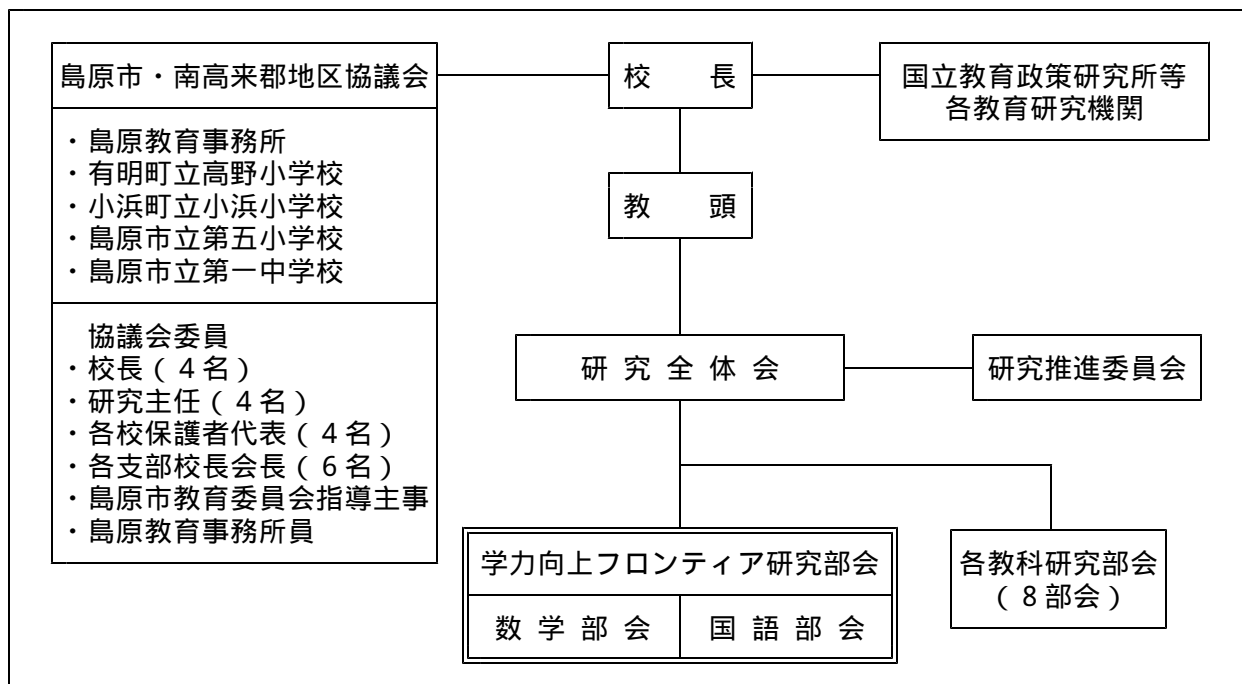 島原市・南高来郡地区協議会
・島原教育事務所
・有明町立高野小学校
・小浜町立小浜小学校
・島原市立第五小学校
・島原市立第一中学校
協議会委員
・校長（４名）
・研究主任（４名）
・各校保護者代表（４名）
・各支部校長会長（６名）
・島原市教育委員会指導主事
・島原教育事務所員
校　　長
国立教育政策研究所等
各教育研究機関
教　　頭
研 究 全 体 会
研究推進委員会
学力向上フロンティア研究部会
数 学 部 会
国 語 部 会
各教科研究部会
（８部会）